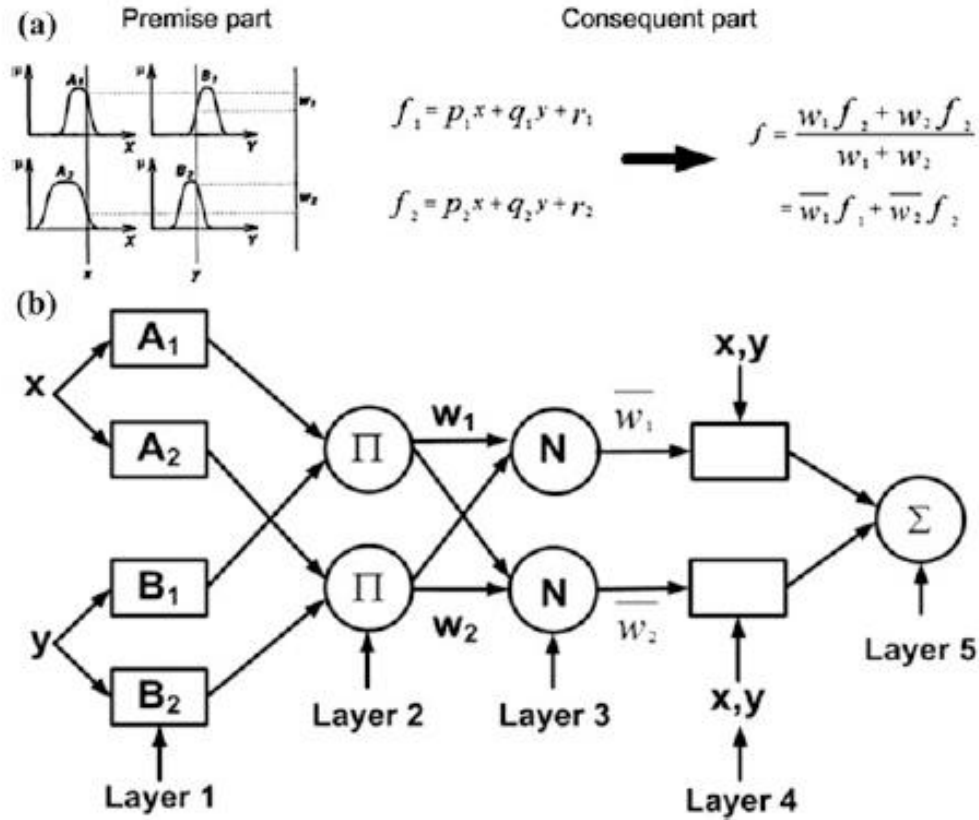 (a) Premise part Consequent part
μ A₁ μ B₁ w₁
X Y
μ A₂ μ B₂ w₂
X Y
x y
f₁ = p₁x + q₁y + r₁
f₂ = p₂x + q₂y + r₂
f = (w₁f₂ + w₂f₂) / (w₁ + w₂)
= w̅₁f₁ + w̅₂f₂
(b)
x
A₁
A₂
y
B₁
B₂
Π
Π
w₁
w₂
N
N
w̅₁
w̅₂
x,y
x,y
Σ
Layer 1
Layer 2
Layer 3
Layer 4
Layer 5